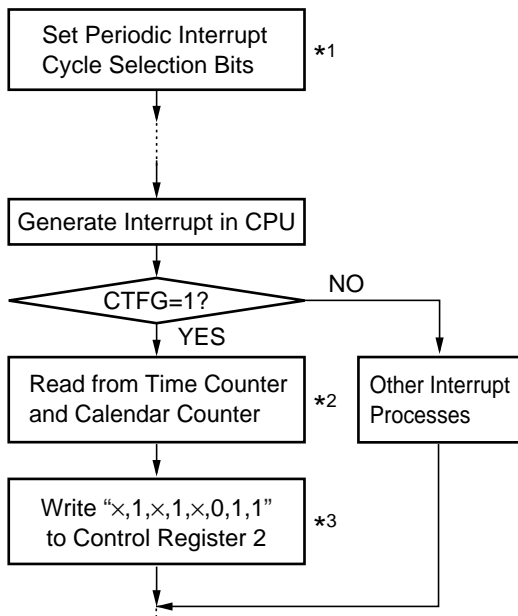 Set Periodic Interrupt
Cycle Selection Bits
*1
Generate Interrupt in CPU
CTFG=1?
NO
YES
Read from Time Counter
and Calendar Counter
*2
Other Interrupt
Processes
Write “×,1,×,1,×,0,1,1”
to Control Register 2
*3